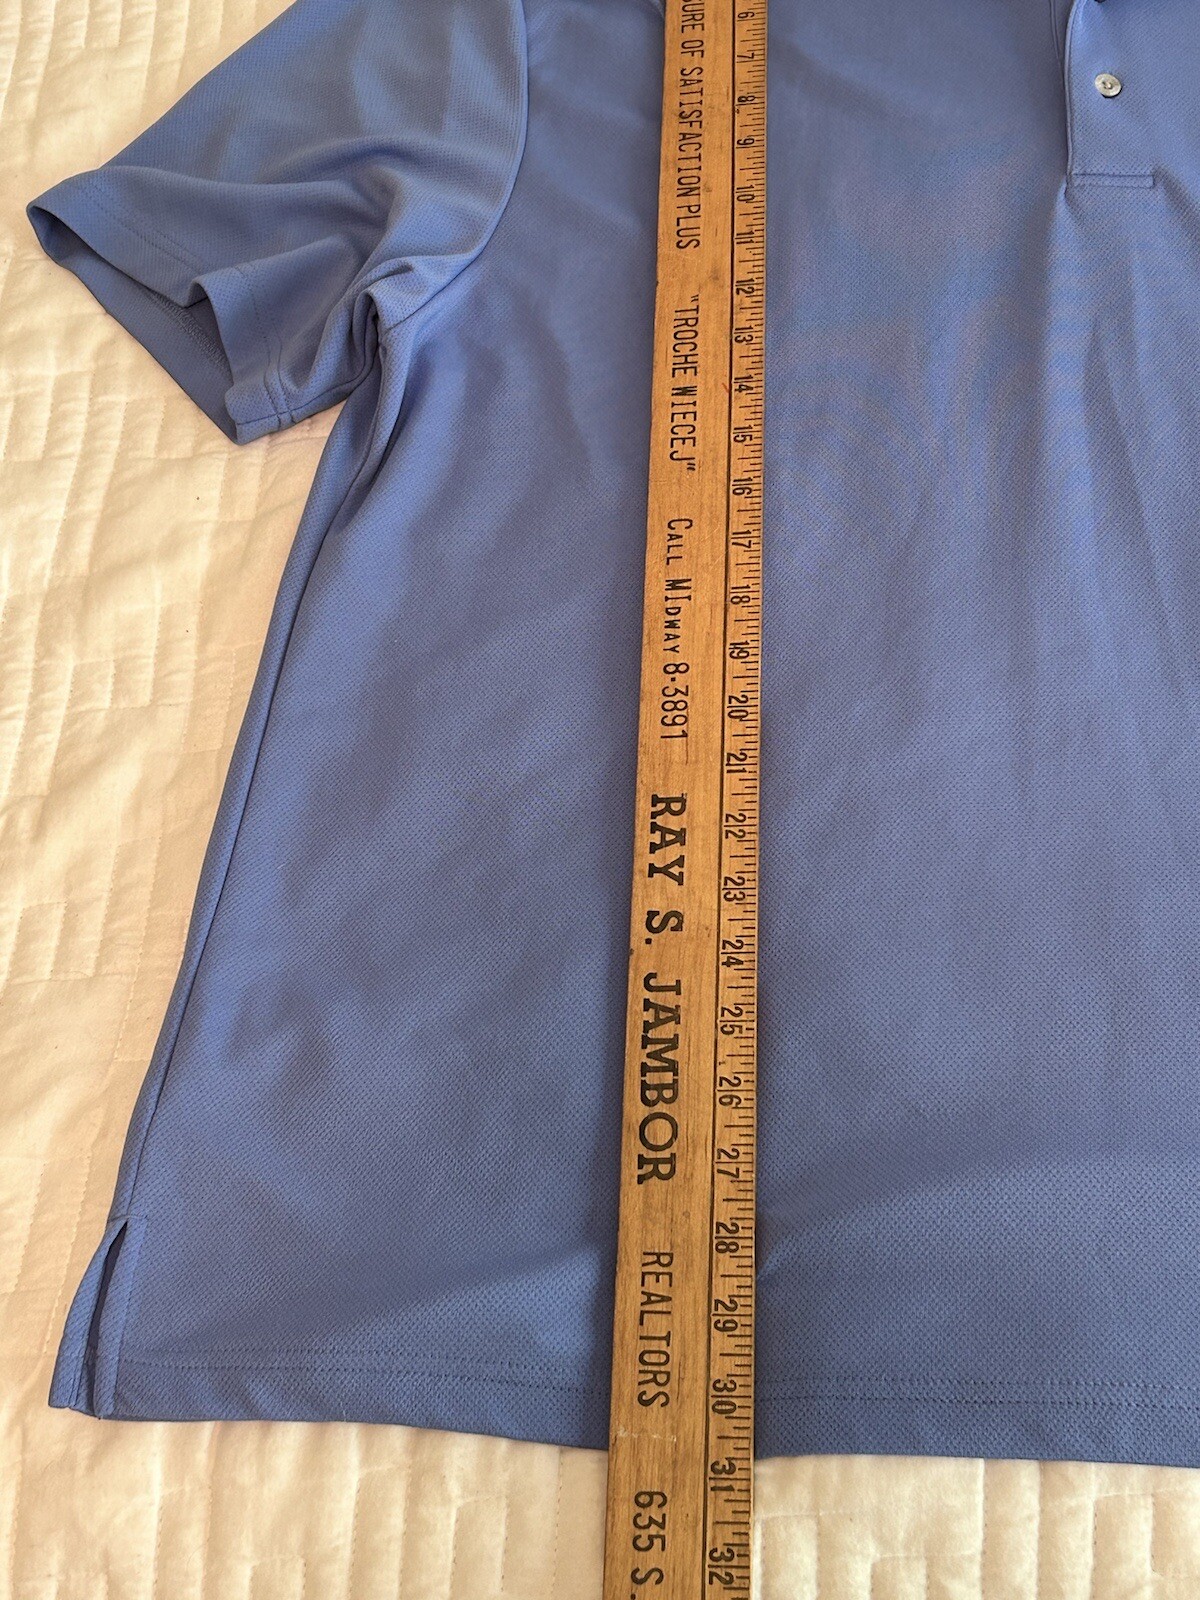 URE OF SATISFACTION PLUS "TROCHE WIECEJ" CALL MIDWAY 8-3891 RAY S. JAMBOR REALTORS 635 S.
6 7 8 9 10 11 12 13 14 15 16 17 18 19 20 21 22 23 24 25 26 27 28 29 30 31 32